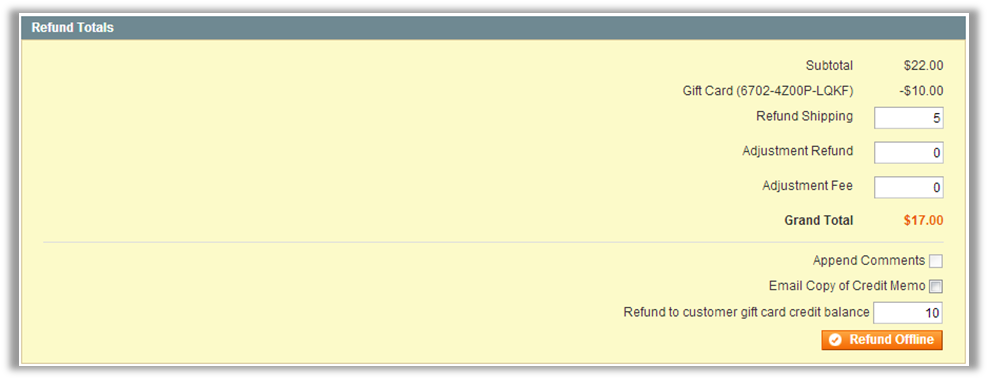 Refund Totals
Subtotal $22.00
Gift Card (6702-4Z00P-LQKF) -$10.00
Refund Shipping 5
Adjustment Refund 0
Adjustment Fee 0
Grand Total $17.00
Append Comments
Email Copy of Credit Memo
Refund to customer gift card credit balance 10
Refund Offline